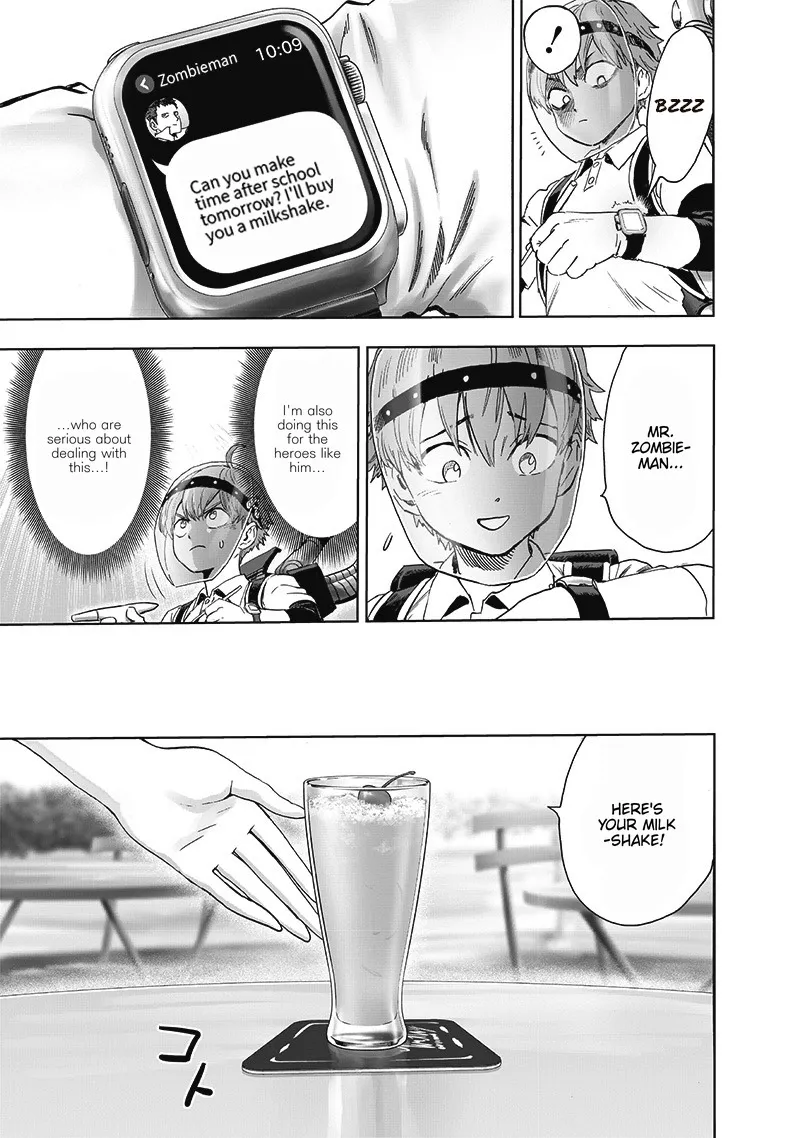 !
BZZZ
10:09
Zombieman
Can you make
time after school
tomorrow? I'll buy
you a milkshake.
MR.
ZOMBIE-
MAN...
I'm also
doing this
for the
heroes like
him...
...who are
serious about
dealing with
this...!
HERE'S
YOUR MILK
-SHAKE!
コト